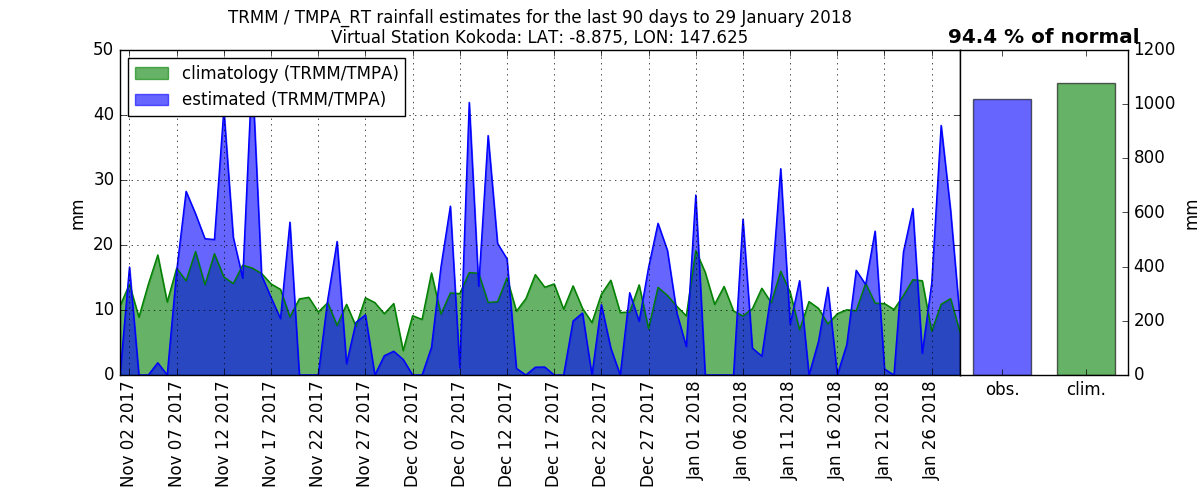 TRMM / TMPA_RT rainfall estimates for the last 90 days to 29 January 2018
Virtual Station Kokoda: LAT: -8.875, LON: 147.625
94.4 % of normal
climatology (TRMM/TMPA)
estimated (TRMM/TMPA)
50
40
30
20
10
0
mm
Nov 02 2017
Nov 07 2017
Nov 12 2017
Nov 17 2017
Nov 22 2017
Nov 27 2017
Dec 02 2017
Dec 07 2017
Dec 12 2017
Dec 17 2017
Dec 22 2017
Dec 27 2017
Jan 01 2018
Jan 06 2018
Jan 11 2018
Jan 16 2018
Jan 21 2018
Jan 26 2018
1200
1000
800
600
400
200
0
mm
obs.
clim.